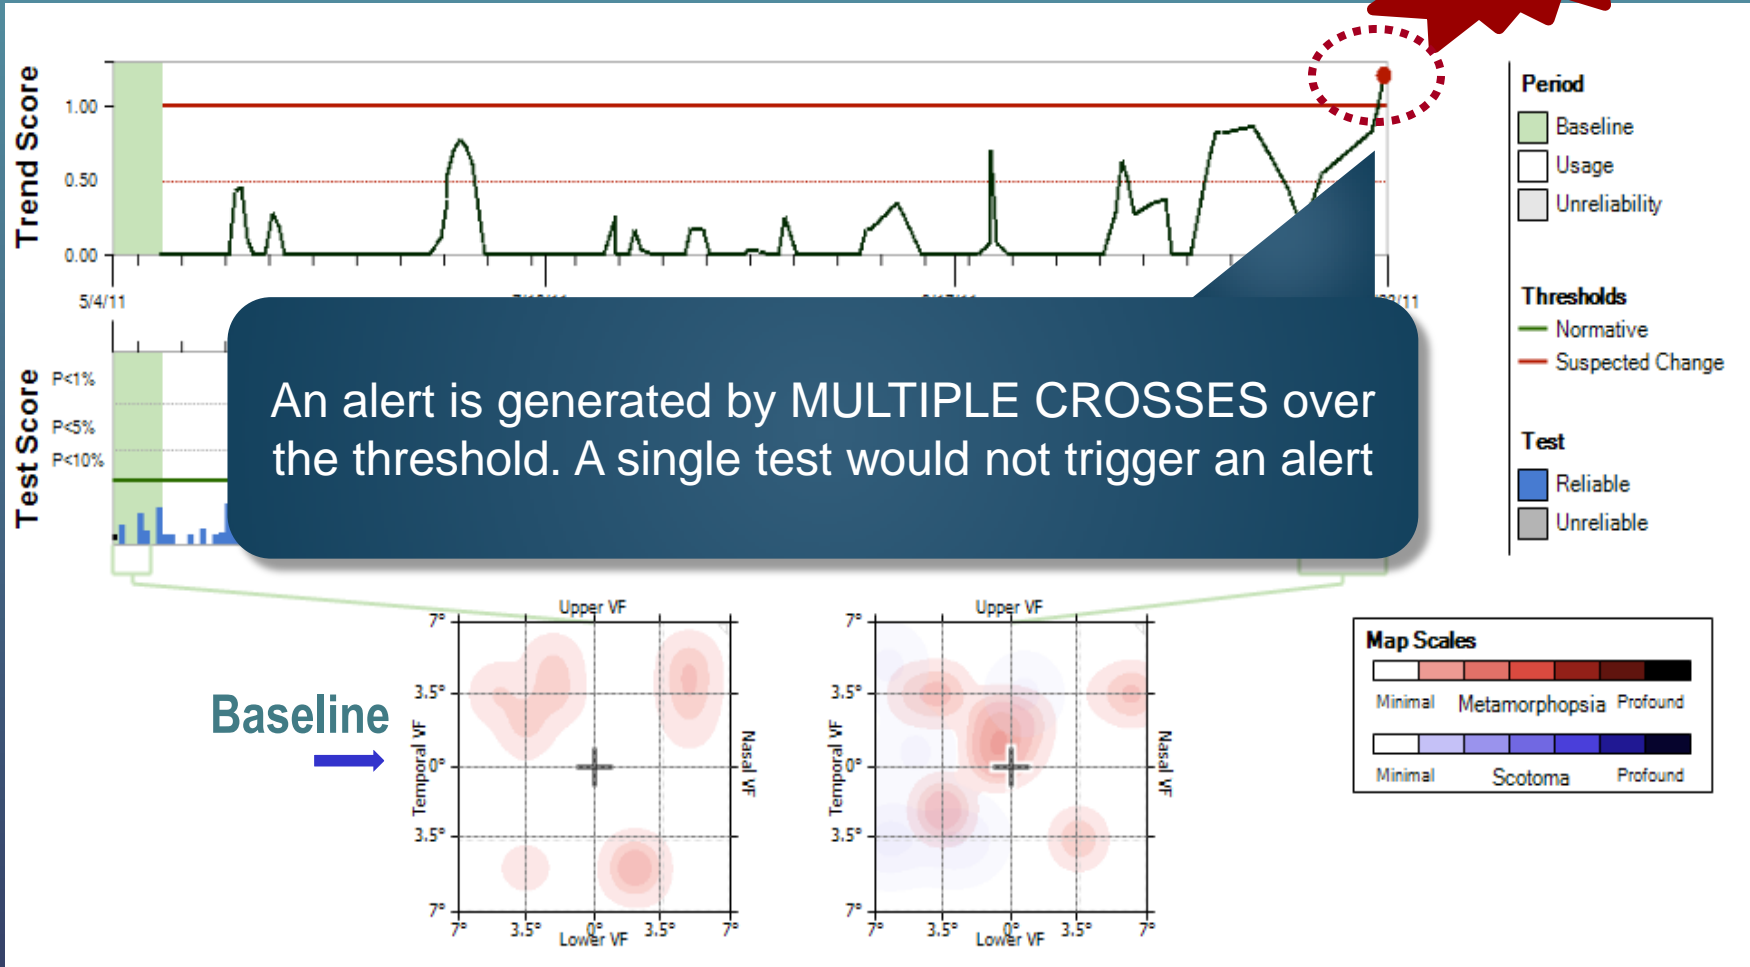 Trend Score
1.00
0.50
0.00
5/4/11
Period
Baseline
Usage
Unreliability
Thresholds
Normative
Suspected Change
Test
Reliable
Unreliable
Test Score
P<1%
P<5%
P<10%
An alert is generated by MULTIPLE CROSSES over
the threshold. A single test would not trigger an alert
Baseline
Upper VF
7°
3.5°
0°
3.5°
7°
Temporal VF
Nasal VF
7° 3.5° 0° 3.5° 7°
Lower VF
Upper VF
7°
3.5°
0°
3.5°
7°
Temporal VF
Nasal VF
7° 3.5° 0° 3.5° 7°
Lower VF
Map Scales
Minimal Metamorphopsia Profound
Minimal Scotoma Profound